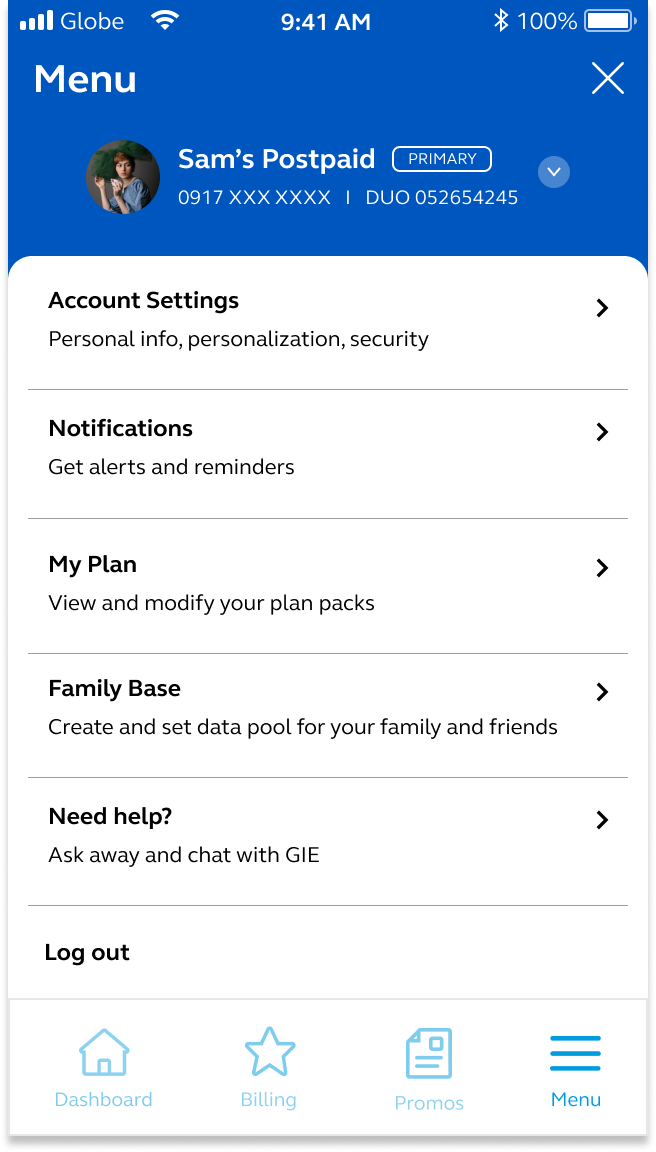 Globe 9:41 AM 100%
Menu
Sam's Postpaid PRIMARY
0917 XXX XXXX I DUO 052654245
Account Settings
Personal info, personalization, security
Notifications
Get alerts and reminders
My Plan
View and modify your plan packs
Family Base
Create and set data pool for your family and friends
Need help?
Ask away and chat with GIE
Log out
Dashboard Billing Promos Menu